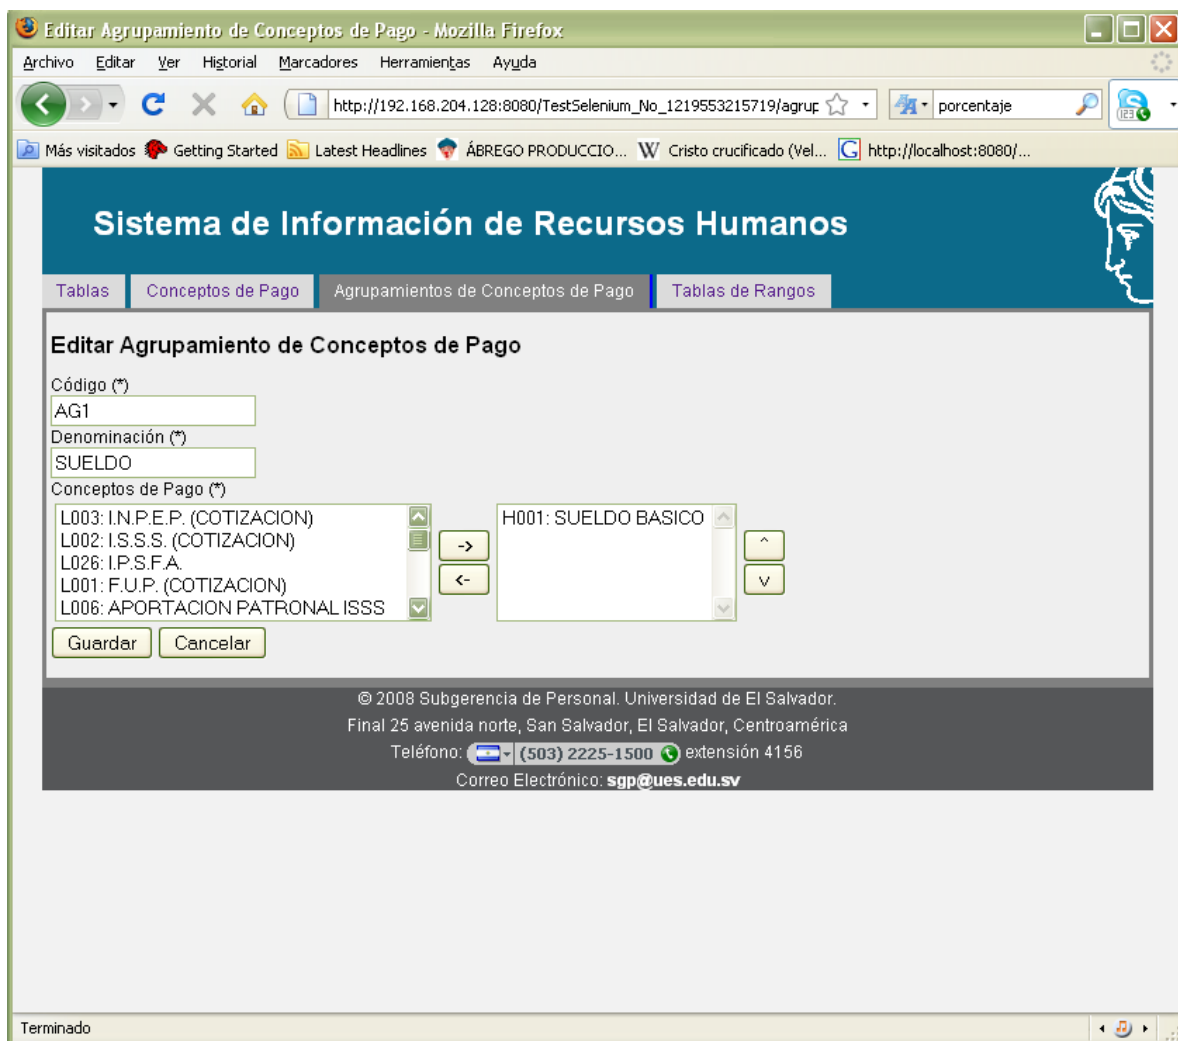 Editar Agrupamiento de Conceptos de Pago - Mozilla Firefox
Archivo Editar Ver Historial Marcadores Herramientas Ayuda
http://192.168.204.128:8080/TestSelenium_No_1219553215719/agrup porcentaje 123
Más visitados Getting Started Latest Headlines ÁBREGO PRODUCCIO... W Cristo crucificado (Vel... G http://localhost:8080/...
Sistema de Información de Recursos Humanos
Tablas Conceptos de Pago Agrupamientos de Conceptos de Pago Tablas de Rangos
Editar Agrupamiento de Conceptos de Pago
Código (*)
AG1
Denominación (*)
SUELDO
Conceptos de Pago (*)
L003: I.N.P.E.P. (COTIZACION)
L002: I.S.S.S. (COTIZACION)
L026: I.P.S.F.A.
L001: F.U.P. (COTIZACION)
L006: APORTACION PATRONAL ISSS
->
<-
H001: SUELDO BASICO
^
v
Guardar Cancelar
© 2008 Subgerencia de Personal. Universidad de El Salvador.
Final 25 avenida norte, San Salvador, El Salvador, Centroamérica
Teléfono: (503) 2225-1500 extensión 4156
Correo Electrónico: sgp@ues.edu.sv
Terminado